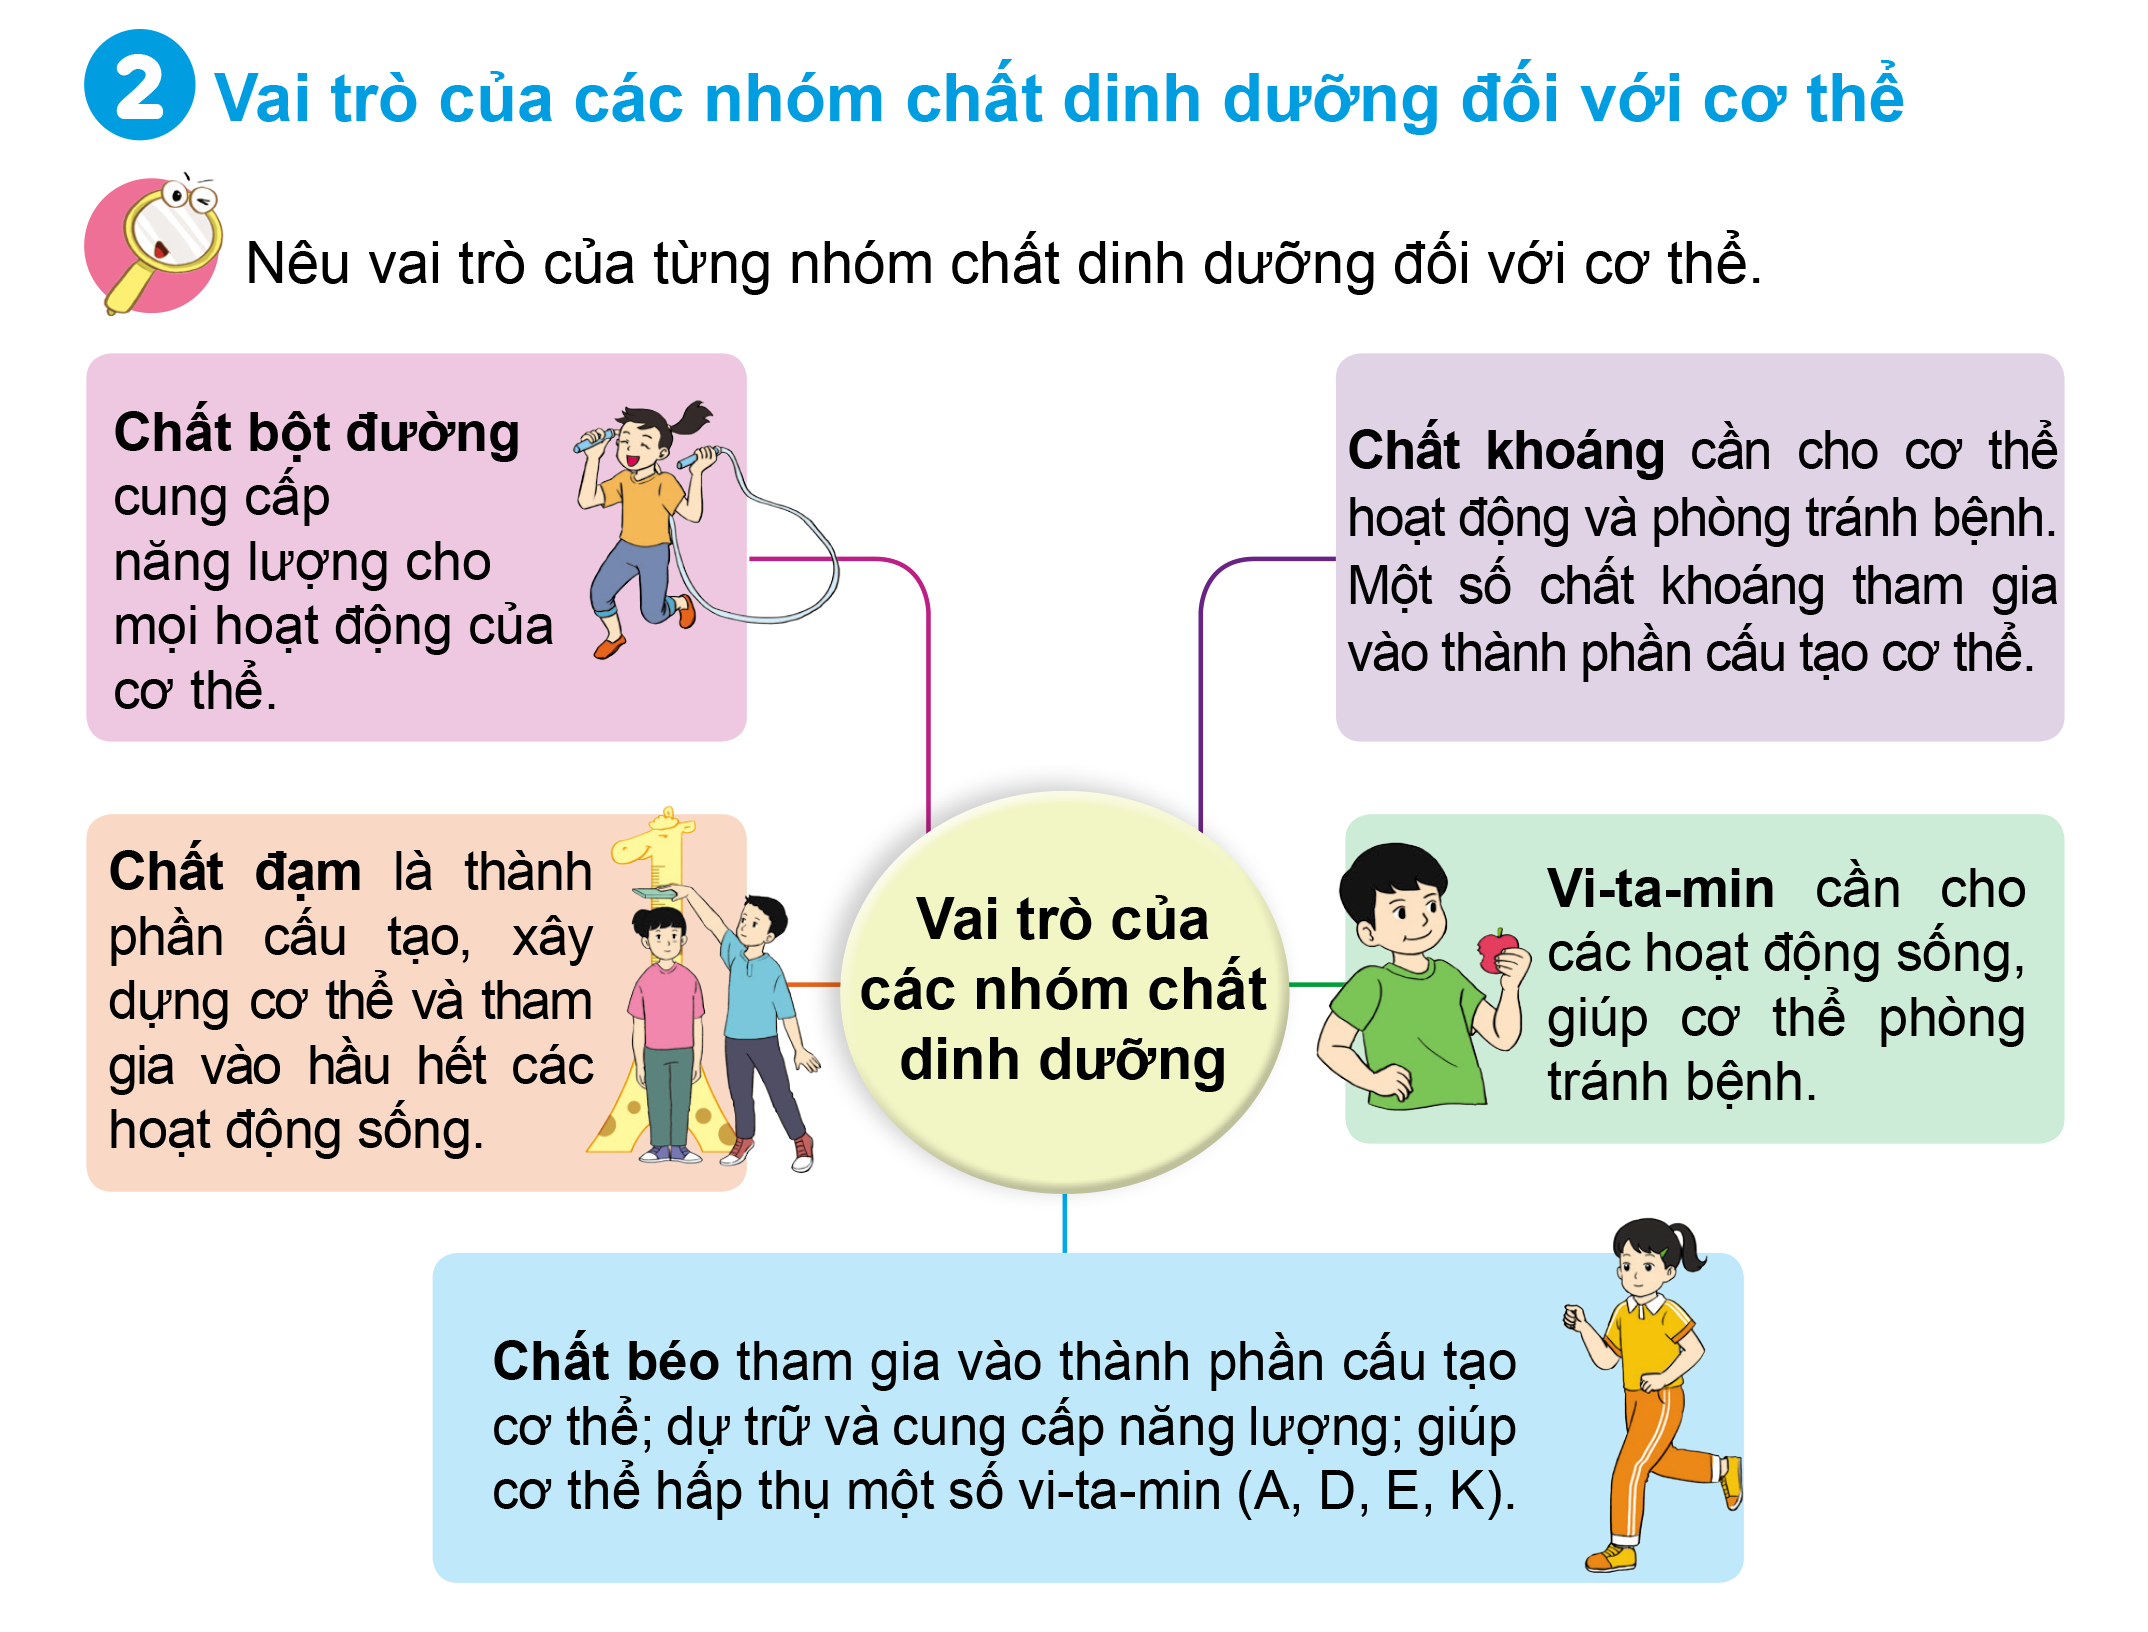 2 Vai trò của các nhóm chất dinh dưỡng đối với cơ thể
Nêu vai trò của từng nhóm chất dinh dưỡng đối với cơ thể.
Chất bột đường
cung cấp
năng lượng cho
mọi hoạt động của
cơ thể.
Chất khoáng cần cho cơ thể
hoạt động và phòng tránh bệnh.
Một số chất khoáng tham gia
vào thành phần cấu tạo cơ thể.
Chất đạm là thành
phần cấu tạo, xây
dựng cơ thể và tham
gia vào hầu hết các
hoạt động sống.
Vai trò của
các nhóm chất
dinh dưỡng
Vi-ta-min cần cho
các hoạt động sống,
giúp cơ thể phòng
tránh bệnh.
Chất béo tham gia vào thành phần cấu tạo
cơ thể; dự trữ và cung cấp năng lượng; giúp
cơ thể hấp thụ một số vi-ta-min (A, D, E, K).